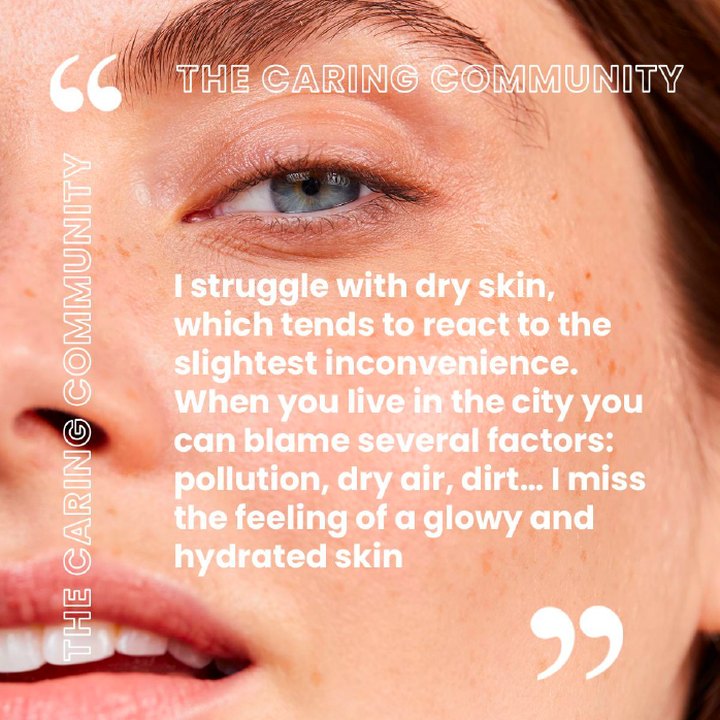 THE CARING COMMUNITY
THE CARING COMMUNITY
“
I struggle with dry skin,
which tends to react to the
slightest inconvenience.
When you live in the city you
can blame several factors:
pollution, dry air, dirt... I miss
the feeling of a glowy and
hydrated skin
”